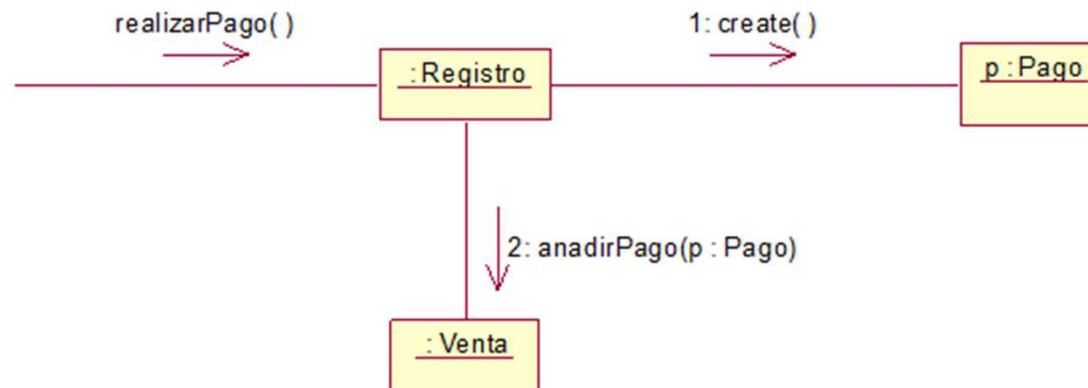 realizarPago( )
1: create( )
: Registro
p : Pago
2: anadirPago(p : Pago)
: Venta